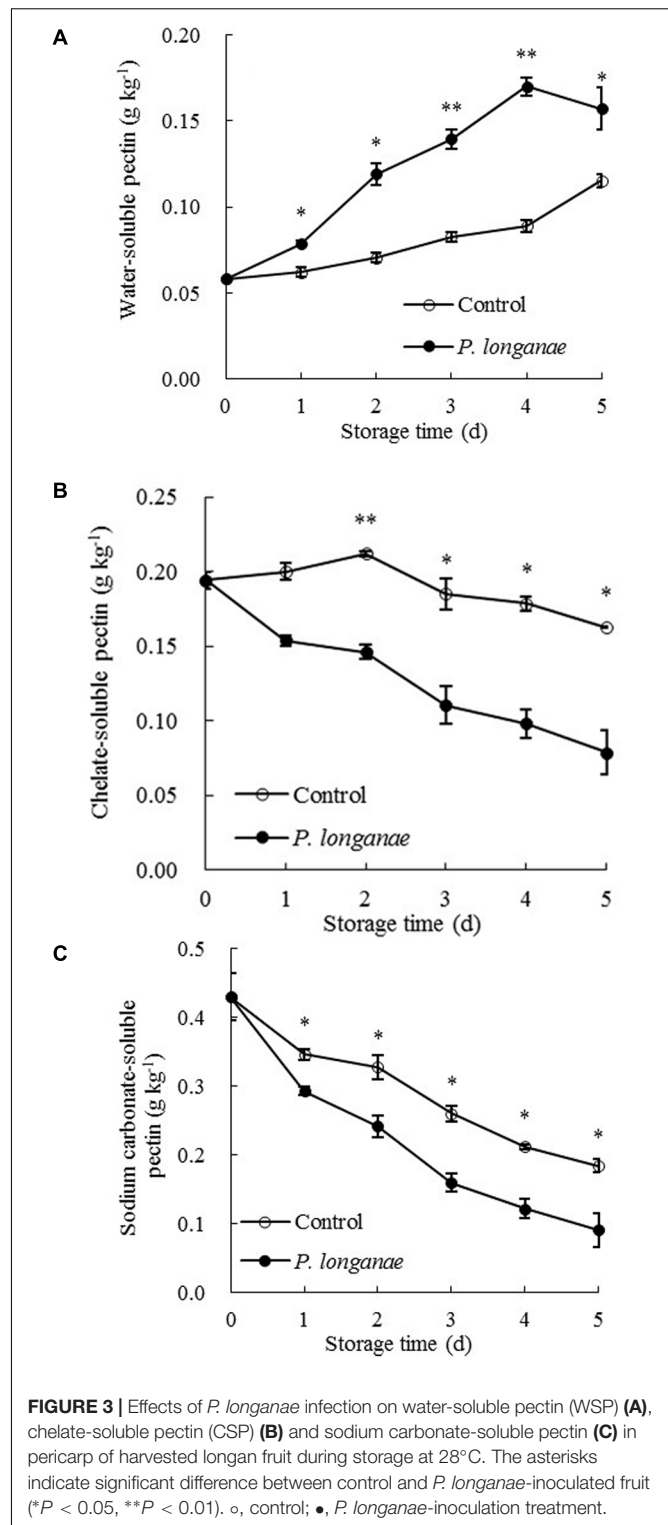 A
Water-soluble pectin (g kg-1)
0.20
0.15
0.10
0.05
0.00
*
*
**
**
*
Control
P. longanae
0 1 2 3 4 5
Storage time (d)
B
Chelate-soluble pectin (g kg-1)
0.25
0.20
0.15
0.10
0.05
0.00
**
*
*
*
Control
P. longanae
0 1 2 3 4 5
Storage time (d)
C
Sodium carbonate-soluble
pectin (g kg-1)
0.5
0.4
0.3
0.2
0.1
0.0
*
*
*
*
*
Control
P. longanae
0 1 2 3 4 5
Storage time (d)
FIGURE 3 | Effects of P. longanae infection on water-soluble pectin (WSP) (A),
chelate-soluble pectin (CSP) (B) and sodium carbonate-soluble pectin (C) in
pericarp of harvested longan fruit during storage at 28°C. The asterisks
indicate significant difference between control and P. longanae-inoculated fruit
(*P < 0.05, **P < 0.01). ○, control; ●, P. longanae-inoculation treatment.